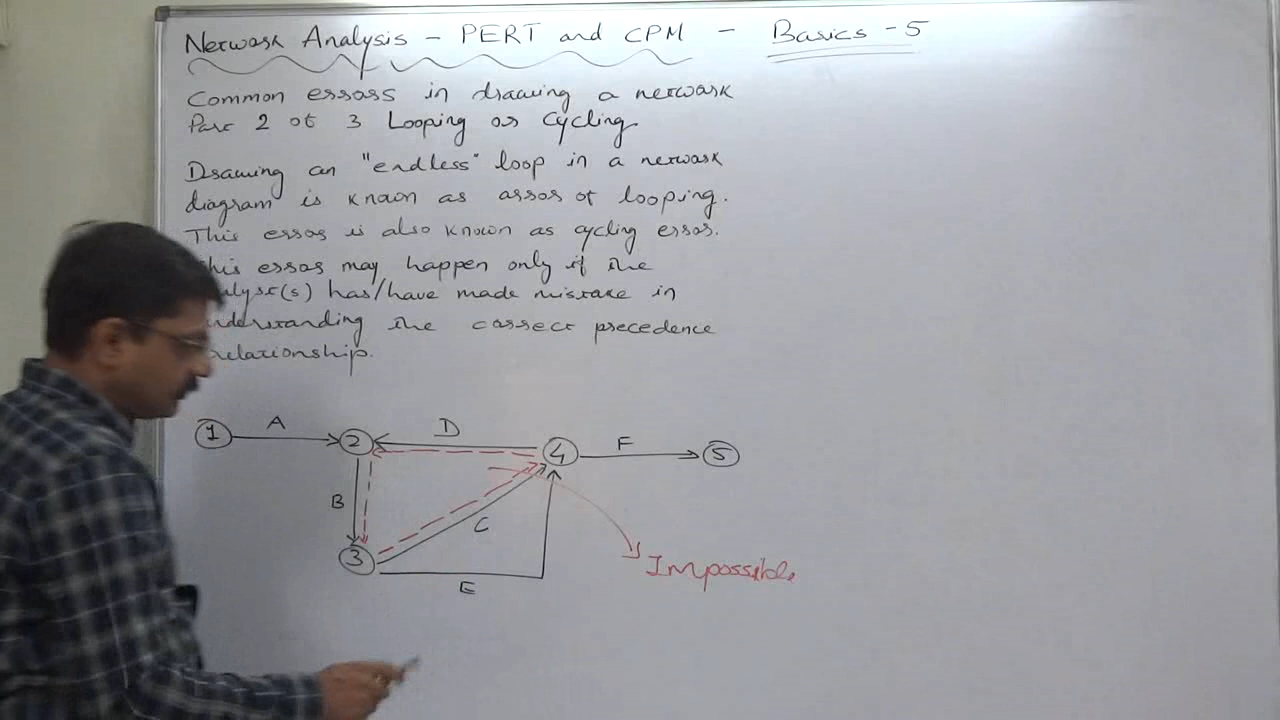 Network Analysis - PERT and CPM - Basics - 5
Common errors in drawing a network
Part 2 of 3 Looping or Cycling
Drawing an "endless" loop in a network
diagram is known as error of looping.
This error is also known as cycling error.
This error may happen only if the
analyst(s) has/have made mistake in
understanding the correct precedence
relationship.
1 A 2 D 4 F 5
B
C
3
E
Impossible